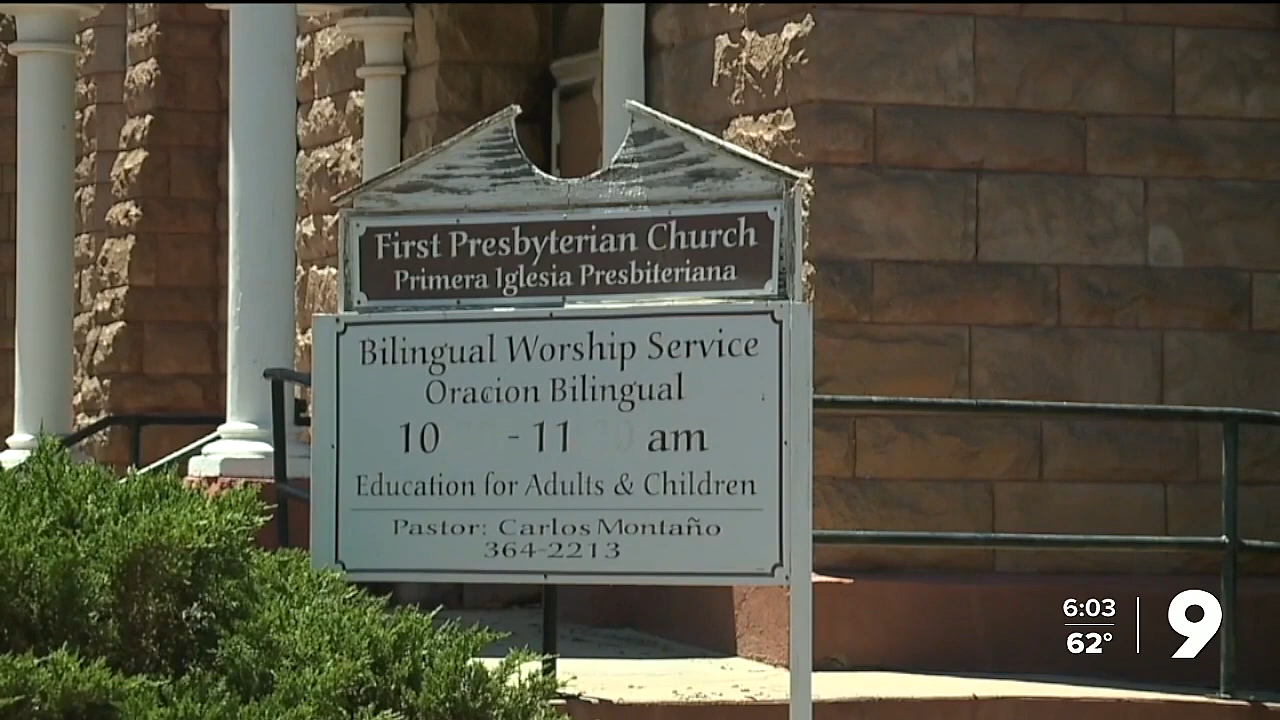 First Presbyterian Church
Primera Iglesia Presbiteriana
Bilingual Worship Service
Oracion Bilingual
10 - 11 am
Education for Adults & Children
Pastor: Carlos Montaño
364-2213
6:03
62°
9